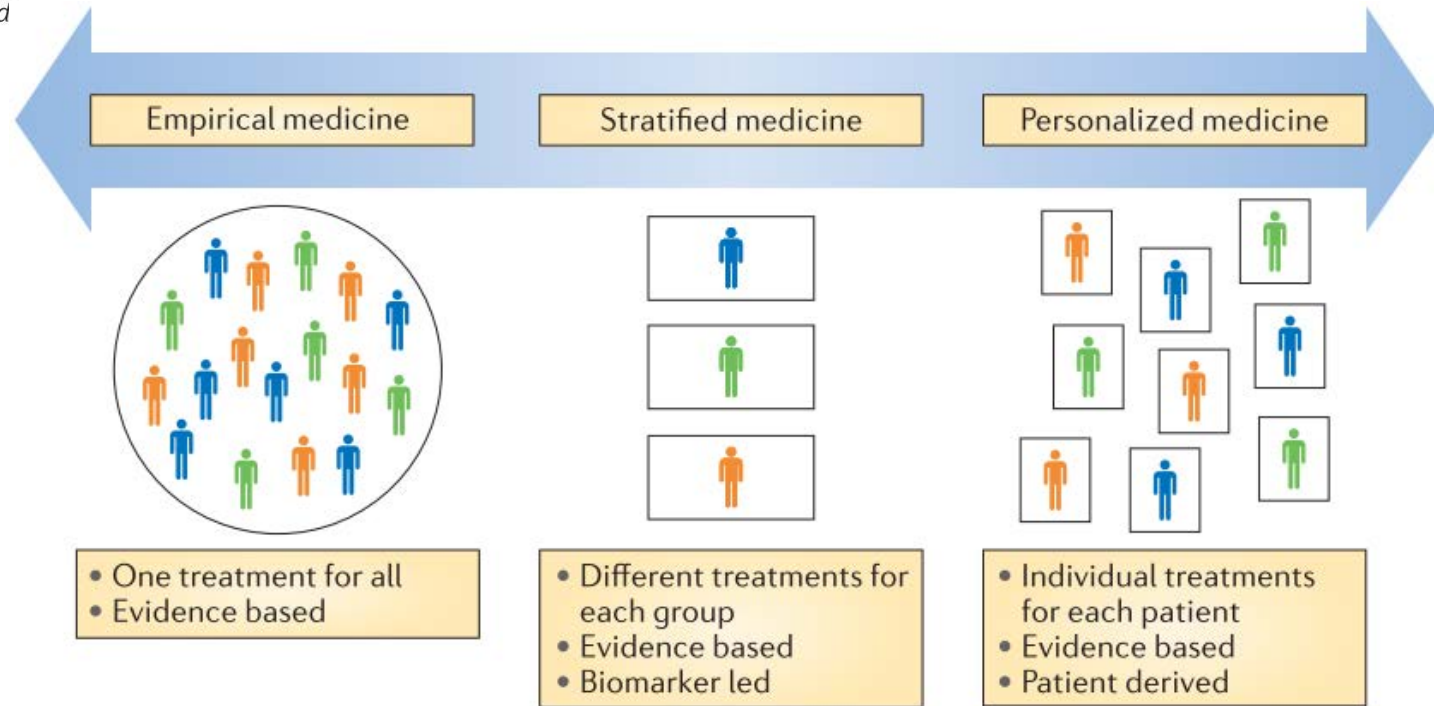 d
Empirical medicine
Stratified medicine
Personalized medicine
• One treatment for all
• Evidence based
• Different treatments for
each group
• Evidence based
• Biomarker led
• Individual treatments
for each patient
• Evidence based
• Patient derived